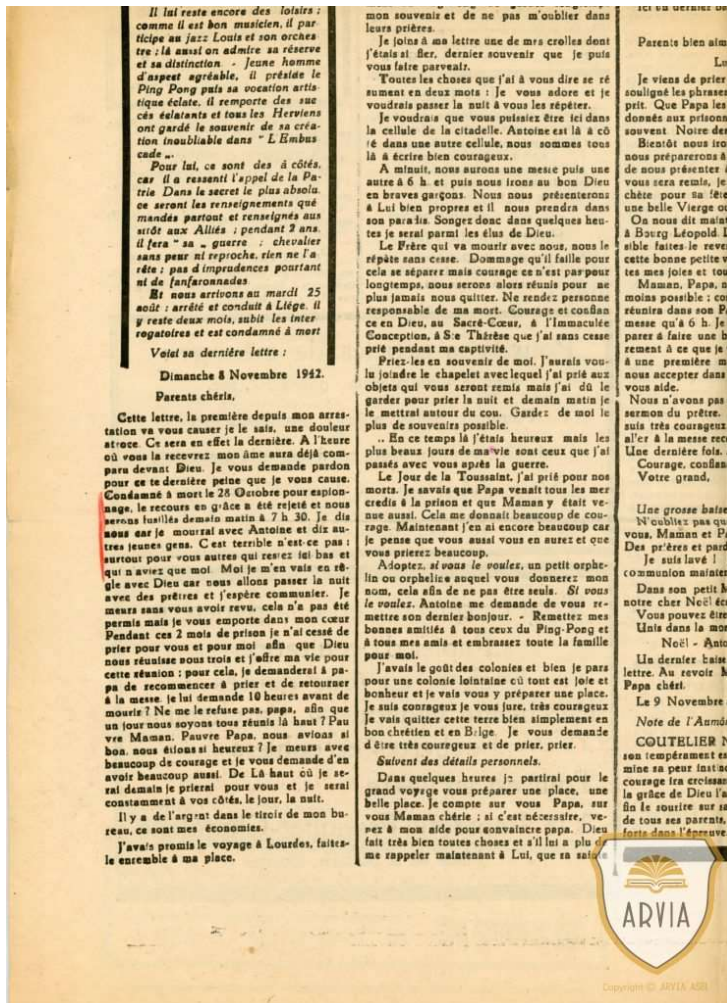 Il lui reste encore des loisirs ;
comme il est bon musicien, il par
ticipe au jazz Louis et son orches
tre ; là aussi on admire sa réserve
et sa distinction - Jeune homme
d'aspect agréable, il préside le
Ping Pong puis sa vocation artis
tique éclate, il remporte des suc
cés éclatants et tous les Herviens
ont gardé le souvenir de sa créa-
tion inoubliable dans " L Embus
cade „.
Pour lui, ce sont des à côtés,
car il a ressenti l'appel de la Pa-
trie Dans le secret le plus absolu.
ce seront les renseignements qué
mandés partout et renseignés aus
sitôt aux Alliés ; pendant 2 ans.
il fera " sa „ guerre ; chevalier
sans peur ni reproche, rien ne l'a
rête ; pas d imprudences pourtant
ni de fanfaronnades
Et nous arrivons au mardi 25
août : arrêté et conduit à Liége. il
y reste deux mois, subit les inter
rogatoires et est condamné à mort
Voici sa dernière lettre ;
Dimanche 8 Novembre 1942.
Parents chéris,
Cette lettre, la première depuis mon arres-
tation va vous causer je le sais, une douleur
atroce. Ce sera en effet la dernière. A l'heure
où vous la recevrez mon âme aura déjà com-
paru devant Dieu. Je vous demande pardon
pour ce te dernière peine que je vous cause.
Condamné à mort le 28 Octobre pour espion-
nage, le recours en grâce a été rejeté et nous
serons fusillés demain matin à 7 h 30. Je dis
nous car je mourrai avec Antoine et dix au-
tres jeunes gens. C'est terrible n'est-ce pas ;
surtout pour vous autres qui restez ici bas et
qui n aviez que moi. Moi je m'en vais en rè-
gle avec Dieu car nous allons passer la nuit
avec des prêtres et j'espère communier. Je
meurs sans vous avoir revu, cela n'a pas été
permis mais je vous emporte dans mon cœur
Pendant ces 2 mois de prison je n'ai cessé de
prier pour vous et pour moi afin que Dieu
nous réunisse nous trois et j'offre ma vie pour
cette réunion ; pour cela, je demanderai à pa-
pa de recommencer à prier et de retourner
à la messe. je lui demande 10 heures avant de
mourir ? Ne me le refuse pas, papa, afin que
un jour nous soyons tous réunis là haut ? Pau
vre Maman. Pauvre Papa, nous avions si
bon, nous étions si heureux ? Je meurs avec
beaucoup de courage et je vous demande d'en
avoir beaucoup aussi. De Là haut où je se-
rai demain je prierai pour vous et je serai
constamment à vos côtés, le jour, la nuit.
Il y a de l'argent dans le tiroir de mon bu-
reau, ce sont mes économies.
J'avais promis le voyage à Lourdes, faites-
le ensemble à ma place.
mon souvenir et de ne pas m'oublier dans
leurs prières.
Je joins à ma lettre une de mes crolles dont
j'étais si fier, dernier souvenir que je puis
vous faire parvenir.
Toutes les choses que j'ai à vous dire se ré
sument en deux mots : Je vous adore et je
voudrais passer la nuit à vous les répéter.
Je voudrais que vous puissiez être ici dans
la cellule de la citadelle. Antoine est là à cô
té dans une autre cellule, nous sommes tous
là à écrire bien courageux.
A minuit, nous aurons une messe puis une
autre à 6 h. et puis nous irons au bon Dieu
en braves garçons. Nous nous présenterons
à Lui bien propres et il nous prendra dans
son paradis. Songez donc dans quelques heu-
tes je serai parmi les élus de Dieu.
Le Frère qui va mourir avec nous, nous le
répète sans cesse. Dommage qu'il faille pour
cela se séparer mais courage ce n'est pas pour
longtemps, nous serons alors réunis pour ne
plus jamais nous quitter. Ne rendez personne
responsable de ma mort. Courage et confian
ce en Dieu, au Sacré-Cœur, à l'Immaculée
Conception, à S:e Thérèse que j'ai sans cesse
prié pendant ma captivité.
Priez-les en souvenir de moi. J'aurais vou-
lu joindre le chapelet avec lequel j'ai prié aux
objets qui vous seront remis mais j'ai dû le
garder pour prier la nuit et demain matin je
le mettrai autour du cou. Gardez de moi le
plus de souvenirs possible.
.. En ce temps là j'étais heureux mais les
plus beaux jours de ma vie sont ceux que j'ai
passés avec vous après la guerre.
Le Jour de la Toussaint, j'ai prié pour nos
morts. Je savais que Papa venait tous les mer
credis à la prison et que Maman y était ve-
nue aussi. Cela me donnait beaucoup de cou-
rage. Maintenant j'en ai encore beaucoup car
je pense que vous aussi vous en aurez et que
vous prierez beaucoup.
Adoptez, si vous le voulez, un petit orphe-
lin ou orpheline auquel vous donnerez mon
nom, cela afin de ne pas être seuls. Si vous
le voulez. Antoine me demande de vous re-
mettre son dernier bonjour. - Remettez mes
bonnes amitiés à tous ceux du Ping-Pong et
à tous mes amis et embrassez toute la famille
pour moi.
J'avais le goût des colonies et bien je pars
pour une colonie lointaine où tout est joie et
bonheur et je vais vous y préparer une place.
Je suis courageux je vous jure, très courageux
Je vais quitter cette terre bien simplement en
bon chrétien et en Belge. Je vous demande
d être très courageux et de prier, prier.
Suivent des détails personnels.
Dans quelques heures je partirai pour le
grand voyage vous préparer une place, une
belle place. Je compte sur vous Papa, sur
vous Maman chérie ; si c'est nécessaire, ve-
nez à mon aide pour convaincre papa. Dieu
fait très bien toutes choses et s'il lui a plu de
me rappeler maintenant à Lui, que sa sainte
Ici un dernier
Parents bien aim
Je viens de prier
souligné les phrases
prit. Que Papa les
donnés aux prisonn
souvent Notre der
Bientôt nous iro
nous préparerons à
de nous présenter à
vous sera remis, je
chète pour sa fête
une belle Vierge ou
On nous dit maint
à Bourg Léopold. L
sible faites-le reve
cette bonne petite v
tes mes joies et tou
Maman, Papa, n
moins possible ; co
réunira dans son P
messe qu'à 6 h. Je
parer à faire une b
rement à ce que je
à une première m
nous accepter dans
vous aide.
Nous n'avons pas
sermon du prêtre.
suis très courageux
al'er à la messe rec
Une dernière fois.
Courage, confian
Votre grand,
Une grosse baise
N'oubliez pas qu
vous, Maman et Pa
Des prières et pard
Je suis lavé !
communion mainte
Dans son petit M
notre cher Noël écr
Vous pouvez être
Unis dans la mor
Noël - Anto
Un dernier baise
lettre. Au revoir M
Papa chéri.
Le 9 Novembre
Note de l'Aumô
COUTELIER N
son tempérament es
mine sa peur instinc
courage ira croissan
la grâce de Dieu l'a
fin le sourire sur sa
de tous ses parents,
forts dans l'épreuve
ARVIA
Copyright © ARVIA ASBL